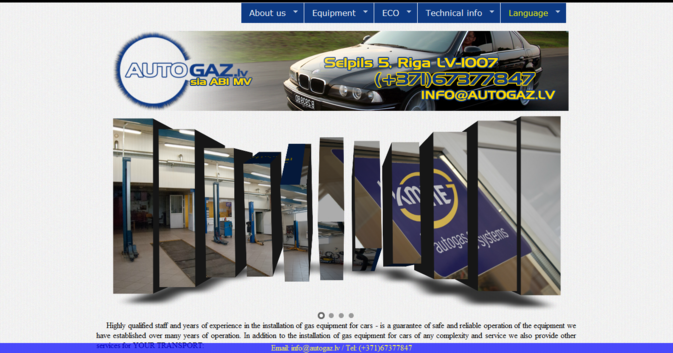 About us Equipment ECO Technical info Language
AUTOGAZ.lv
sia ABI MV
Selpils 5, Riga LV-1007
(+371)67377847
INFO@AUTOGAZ.LV
KME
autogas systems
Highly qualified staff and years of experience in the installation of gas equipment for cars - is a guarantee of safe and reliable operation of the equipment we
have established over many years of operation. In addition to the installation of gas equipment for cars of any complexity and service we also provide other
services for YOUR TRANSPORT.
Email: info@autogaz.lv / Tel: (+371)67377847